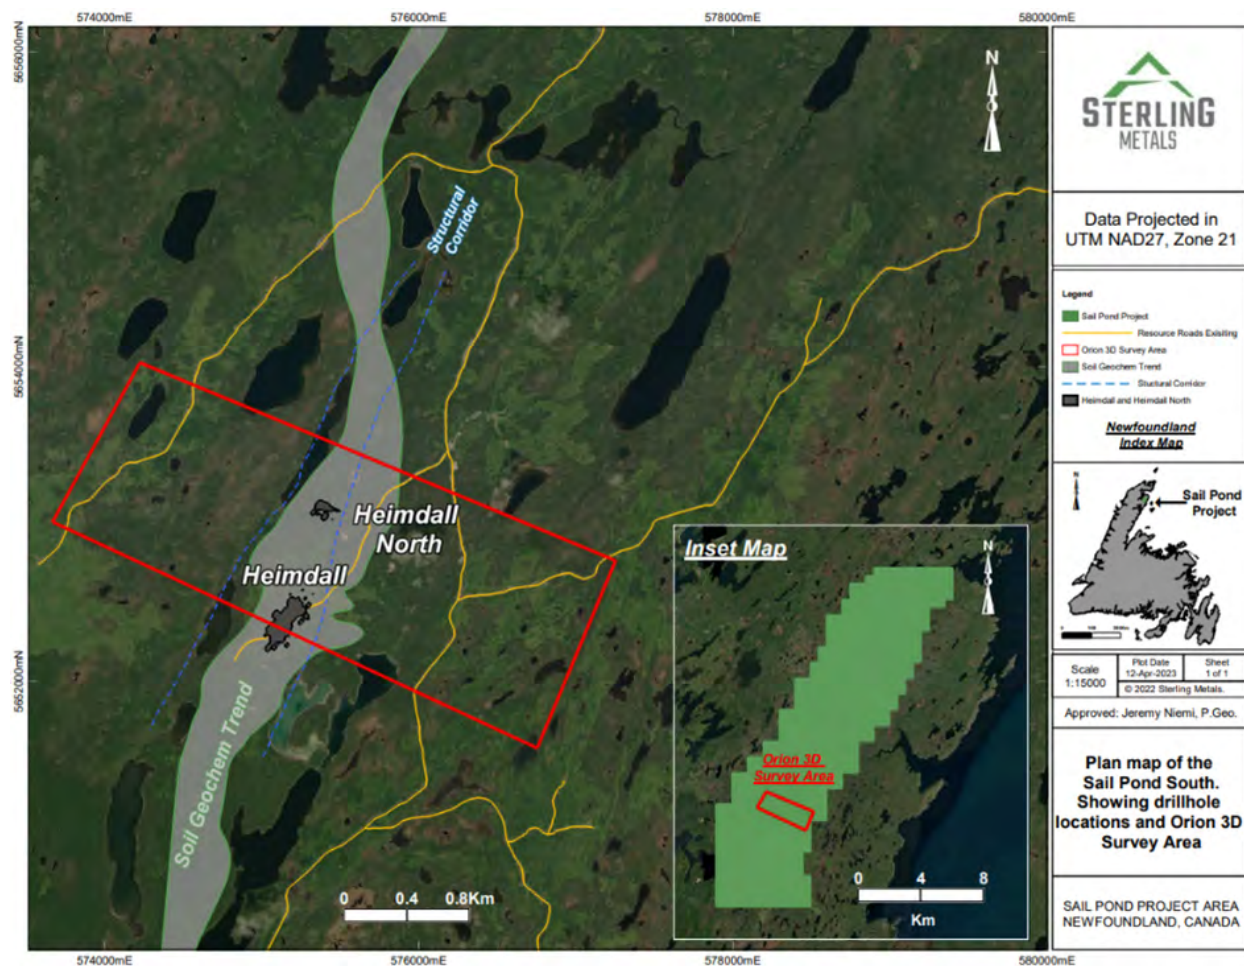 574000mE
576000mE
578000mE
580000mE
5656000mN
5654000mN
5652000mN
N
Structural
Corridor
Heimdall
North
Heimdall
Soil Geochem Trend
0 0.4 0.8Km
Inset Map
N
Orion 3D
Survey Area
0 4 8
Km
574000mE
576000mE
578000mE
580000mE
STERLING
METALS
Data Projected in
UTM NAD27, Zone 21
Legend
Sail Pond Project
Resource Roads Exisiting
Orion 3D Survey Area
Soil Geochem Trend
Stuctural Corridor
Heimdall and Heimdall North
Newfoundland
Index Map
N
Sail Pond
Project
Scale
1:15000
Plot Date
12-Apr-2023
Sheet
1 of 1
© 2022 Sterling Metals.
Approved: Jeremy Niemi, P.Geo.
Plan map of the
Sail Pond South.
Showing drillhole
locations and Orion 3D
Survey Area
SAIL POND PROJECT AREA
NEWFOUNDLAND, CANADA